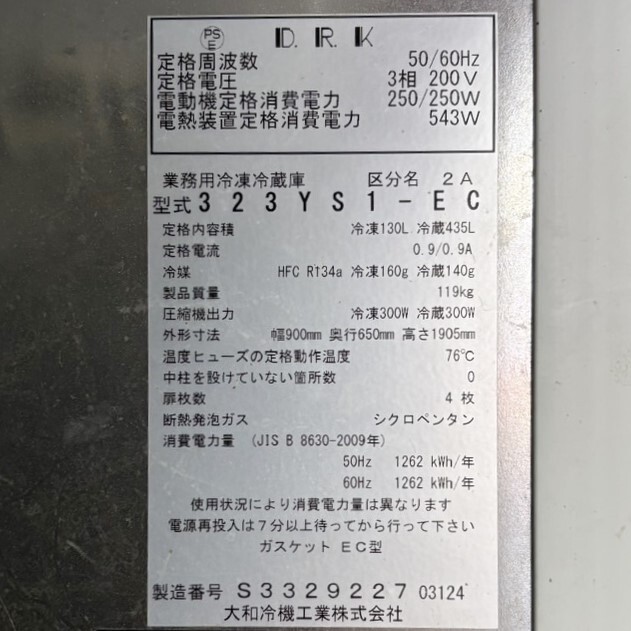 PS
E
D.R.K
定格周波数 50/60Hz
定格電圧 3相 200V
電動機定格消費電力 250/250W
電熱装置定格消費電力 543W
業務用冷凍冷蔵庫 区分名 2A
型式 323YS1-EC
定格内容積 冷凍130L 冷蔵435L
定格電流 0.9/0.9A
冷媒 HFC R134a 冷凍160g 冷蔵140g
製品質量 119kg
圧縮機出力 冷凍300W 冷蔵300W
外形寸法 幅900mm 奥行650mm 高さ1905mm
温度ヒューズの定格動作温度 76℃
中柱を設けていない箇所数 0
扉枚数 4 枚
断熱発泡ガス シクロペンタン
消費電力量 (JIS B 8630-2009年)
50Hz 1262 kWh/年
60Hz 1262 kWh/年
使用状況により消費電力量は異なります
電源再投入は7分以上待ってから行って下さい
ガスケット EC型
製造番号 S3329227 03124
大和冷機工業株式会社